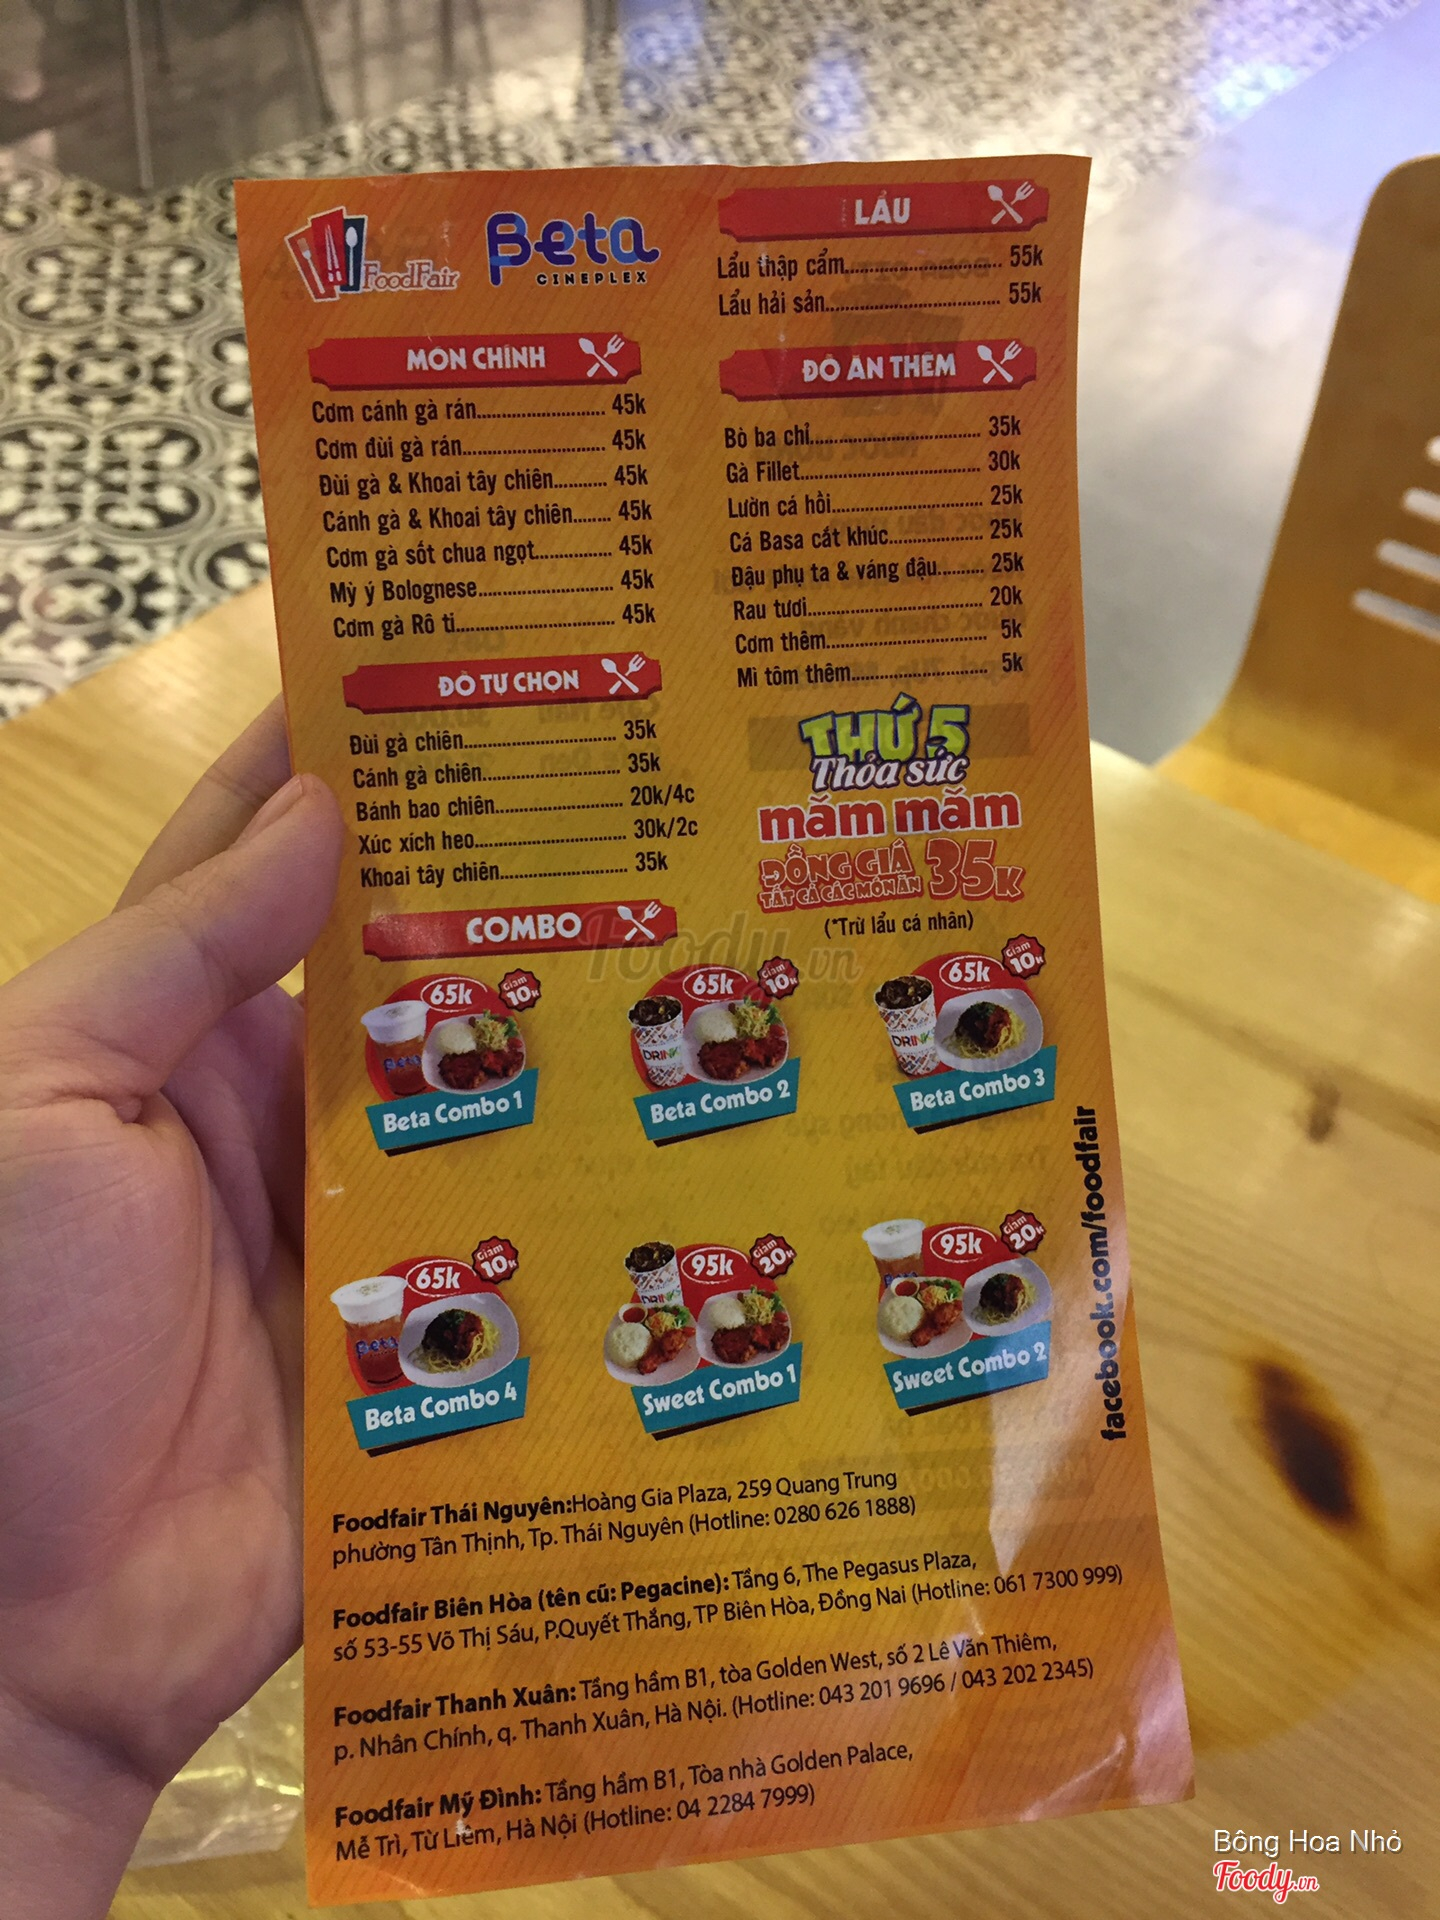 FoodFair
Beta
CINEPLEX
MÓN CHÍNH
Cơm cánh gà rán........................ 45k
Cơm đùi gà rán.......................... 45k
Đùi gà & Khoai tây chiên.......... 45k
Cánh gà & Khoai tây chiên....... 45k
Cơm gà sốt chua ngọt.............. 45k
Mỳ ý Bolognese......................... 45k
Cơm gà Rô ti............................. 45k
ĐỒ TỰ CHỌN
Đùi gà chiên............................ 35k
Cánh gà chiên......................... 35k
Bánh bao chiên....................... 20k/4c
Xúc xích heo........................... 30k/2c
Khoai tây chiên....................... 35k
LẨU
Lẩu thập cẩm........................... 55k
Lẩu hải sản.............................. 55k
ĐỒ ĂN THÊM
Bò ba chỉ............................... 35k
Gà Fillet................................ 30k
Lườn cá hồi........................... 25k
Cá Basa cắt khúc.................. 25k
Đậu phụ ta & váng đậu......... 25k
Rau tươi................................ 20k
Cơm thêm............................. 5k
Mì tôm thêm......................... 5k
THỨ 5
Thỏa sức
măm măm
ĐỒNG GIÁ
TẤT CẢ CÁC MÓN ĂN 35K
(*Trừ lẩu cá nhân)
COMBO
65k Giảm 10K
Beta
Beta Combo 1
65k Giảm 10K
DRINK
Beta Combo 2
65k Giảm 10K
DRINK
Beta Combo 3
65k Giảm 10K
Beta
Beta Combo 4
95k Giảm 20K
DRINK
Sweet Combo 1
95k Giảm 20K
Sweet Combo 2
facebook.com/foodfair
Foodfair Thái Nguyên:Hoàng Gia Plaza, 259 Quang Trung
phường Tân Thịnh, Tp. Thái Nguyên (Hotline: 0280 626 1888)
Foodfair Biên Hòa (tên cũ: Pegacine): Tầng 6, The Pegasus Plaza,
số 53-55 Võ Thị Sáu, P.Quyết Thắng, TP Biên Hòa, Đồng Nai (Hotline: 061 7300 999)
Foodfair Thanh Xuân: Tầng hầm B1, tòa Golden West, số 2 Lê Văn Thiêm,
p. Nhân Chính, q. Thanh Xuân, Hà Nội. (Hotline: 043 201 9696 / 043 202 2345)
Foodfair Mỹ Đình: Tầng hầm B1, Tòa nhà Golden Palace,
Mễ Trì, Từ Liêm, Hà Nội (Hotline: 04 2284 7999)
Foody.vn
Bông Hoa Nhỏ
Foody.vn